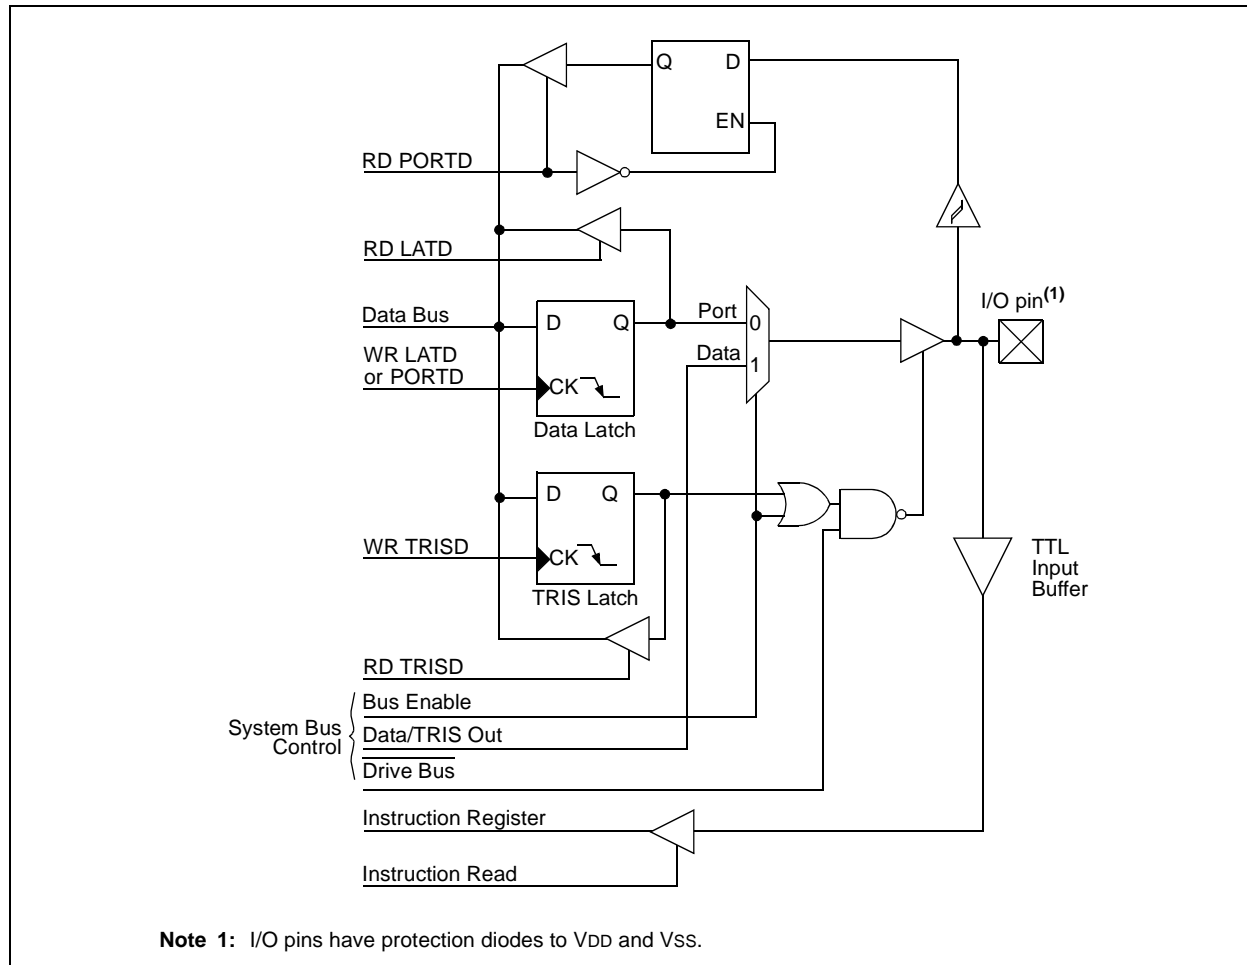 Q D
EN
RD PORTD
RD LATD
I/O pin(1)
Port 0
Data Bus
D Q
Data
1
WR LATD
or PORTD
CK
Data Latch
D Q
WR TRISD
CK
TTL
Input
Buffer
TRIS Latch
RD TRISD
Bus Enable
System Bus
Control
Data/TRIS Out
Drive Bus
Instruction Register
Instruction Read
Note 1: I/O pins have protection diodes to VDD and VSS.